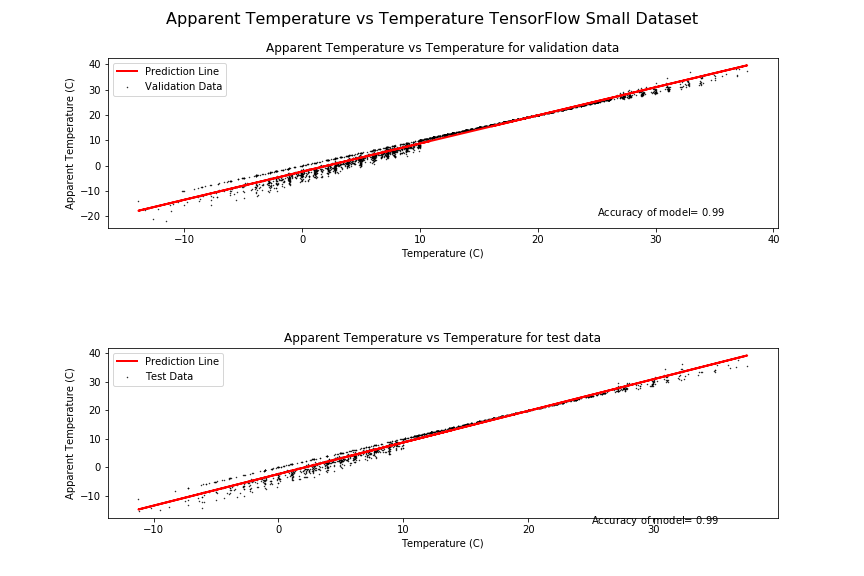 Apparent Temperature vs Temperature TensorFlow Small Dataset
Apparent Temperature vs Temperature for validation data
Prediction Line
Validation Data
Apparent Temperature (C)
40
30
20
10
0
−10
−20
Accuracy of model= 0.99
−10 0 10 20 30 40
Temperature (C)
Apparent Temperature vs Temperature for test data
Prediction Line
Test Data
Apparent Temperature (C)
40
30
20
10
0
−10
Accuracy of model= 0.99
−10 0 10 20 30
Temperature (C)